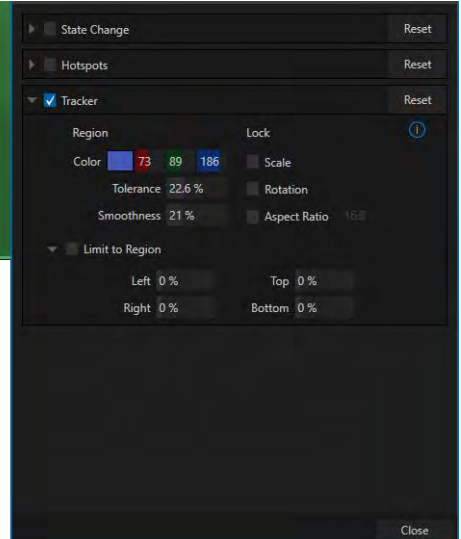 State Change Reset
Hotspots Reset
Tracker Reset
Region Lock
Color 73 89 186 Scale
Tolerance 22.6 % Rotation
Smoothness 21 % Aspect Ratio 16:9
Limit to Region
Left 0 % Top 0 %
Right 0 % Bottom 0 %
Close